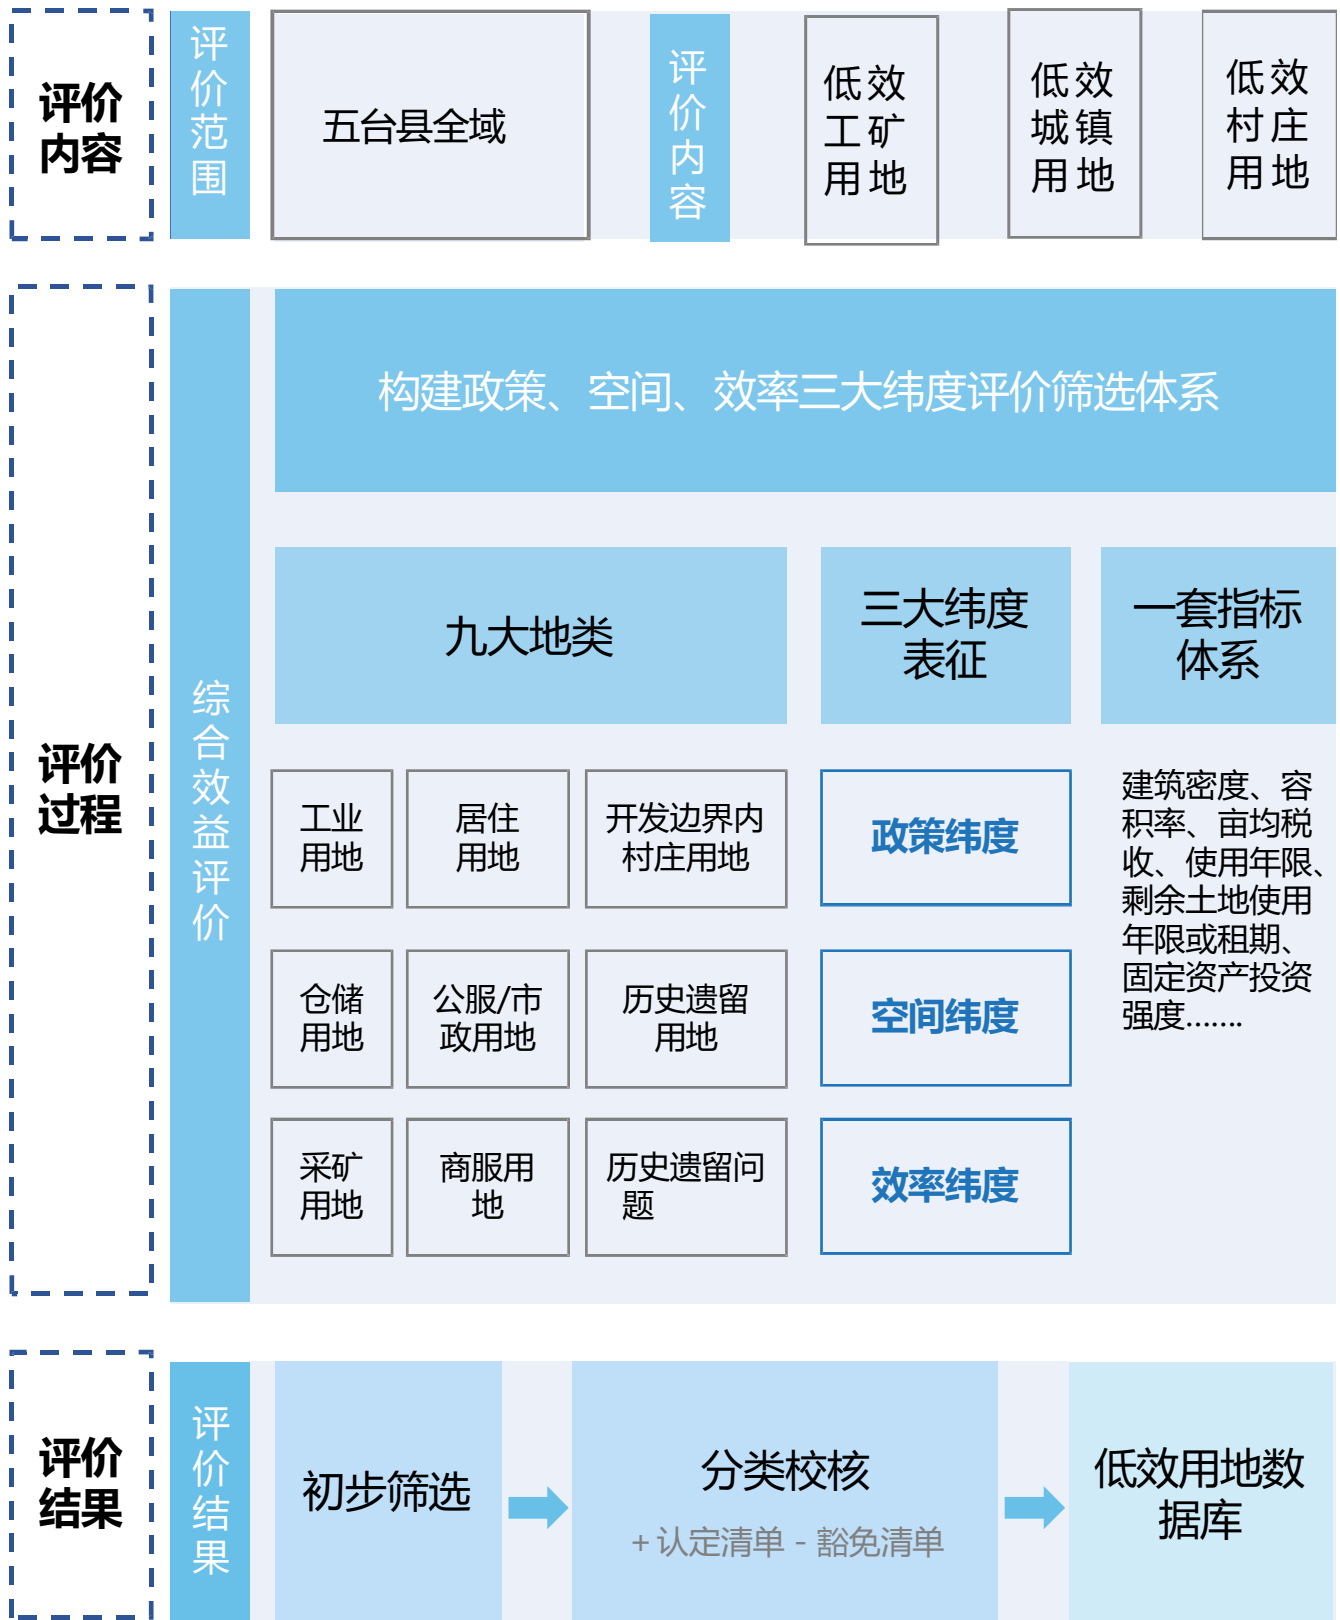 评价
内容
评价范围
五台县全域
评价内容
低效
工矿
用地
低效
城镇
用地
低效
村庄
用地
评价
过程
综合效益评价
构建政策、空间、效率三大纬度评价筛选体系
九大地类
三大纬度
表征
一套指标
体系
工业
用地
居住
用地
开发边界内
村庄用地
政策纬度
建筑密度、容
积率、亩均税
收、使用年限、
剩余土地使用
年限或租期、
固定资产投资
强度.......
仓储
用地
公服/市
政用地
历史遗留
用地
空间纬度
采矿
用地
商服用
地
历史遗留问
题
效率纬度
评价
结果
评价结果
初步筛选
分类校核
+ 认定清单 - 豁免清单
低效用地数
据库